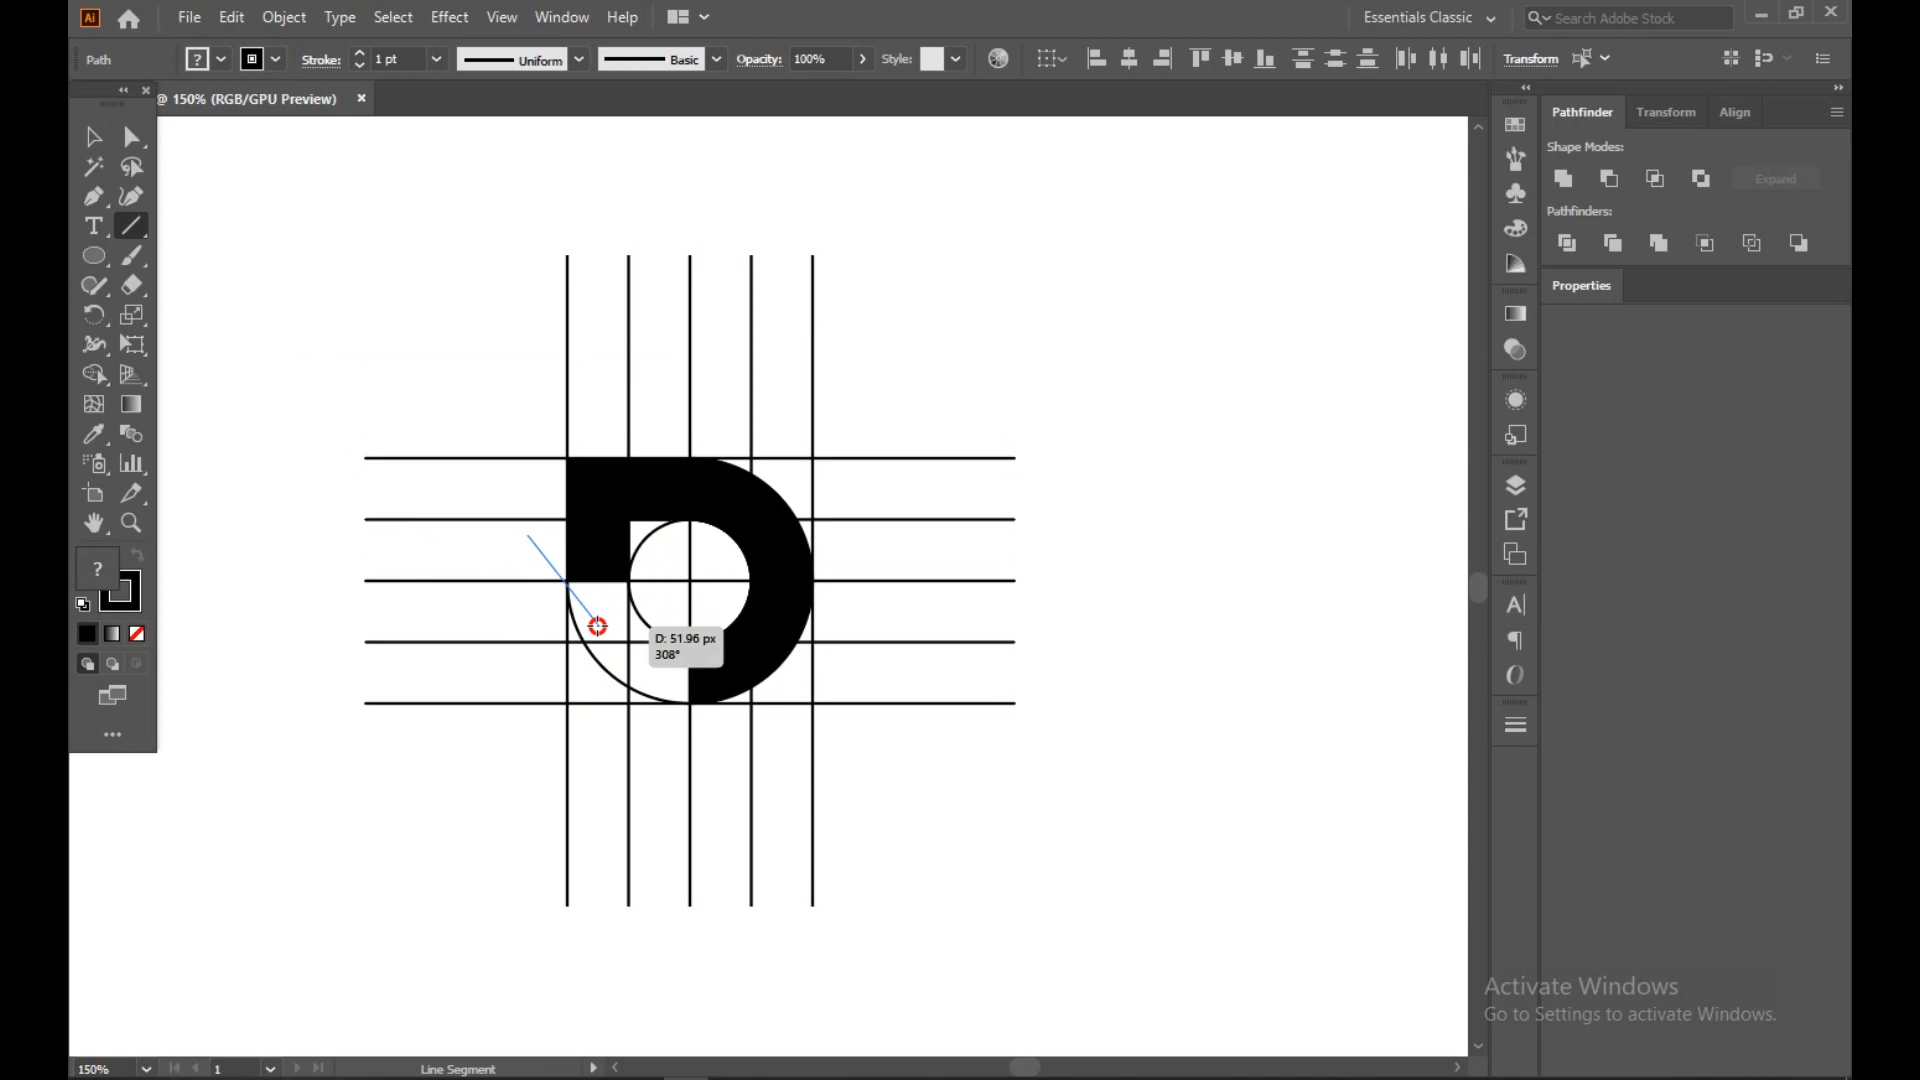 Ai File Edit Object Type Select Effect View Window Help Essentials Classic Search Adobe Stock
Path ? Stroke: 1 pt Uniform Basic Opacity: 100% Style: Transform
@ 150% (RGB/GPU Preview) ×
Pathfinder Transform Align
Shape Modes:
Expand
Pathfinders:
Properties
T
?
D: 51.96 px
308°
A
Activate Windows
Go to Settings to activate Windows.
150% 1 Line Segment